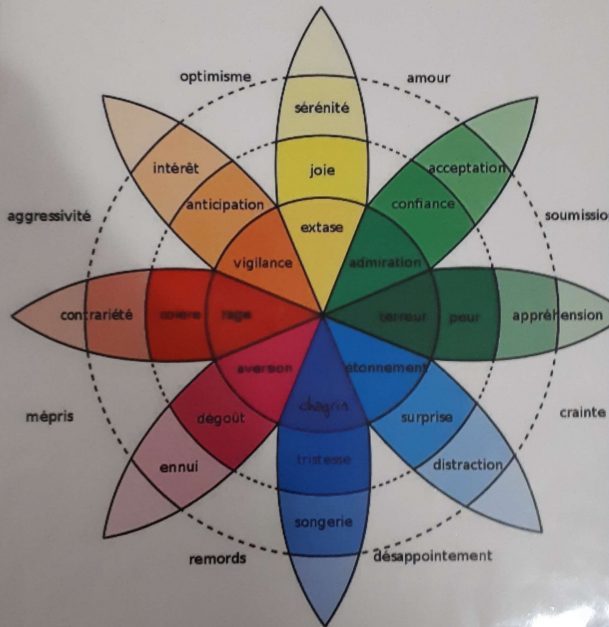 optimisme
amour
sérénité
intérêt
joie
acceptation
anticipation
confiance
aggressivité
extase
soumissio
vigilance
admiration
contrariété
colère
rage
terreur
peur
appréhension
aversion
étonnement
chagrin
mépris
dégoût
surprise
crainte
ennui
tristesse
distraction
songerie
remords
désappointement